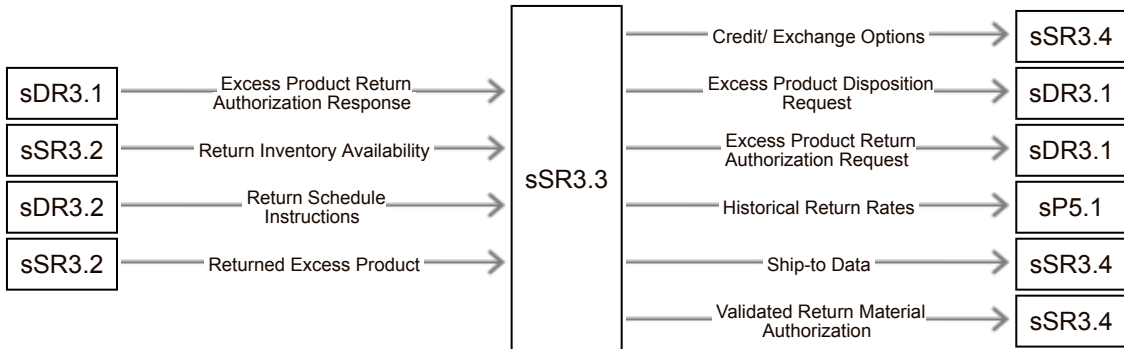 sDR3.1
Excess Product Return
Authorization Response
sSR3.2
Return Inventory Availability
sDR3.2
Return Schedule
Instructions
sSR3.2
Returned Excess Product
sSR3.3
Credit/ Exchange Options
sSR3.4
Excess Product Disposition
Request
sDR3.1
Excess Product Return
Authorization Request
sDR3.1
Historical Return Rates
sP5.1
Ship-to Data
sSR3.4
Validated Return Material
Authorization
sSR3.4